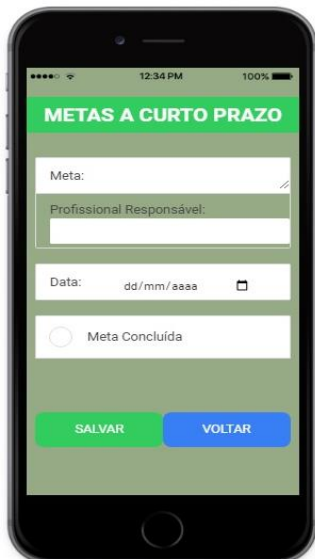 12:34 PM 100%
METAS A CURTO PRAZO
Meta:
Profissional Responsável:
Data: dd/mm/aaaa
Meta Concluída
SALVAR VOLTAR